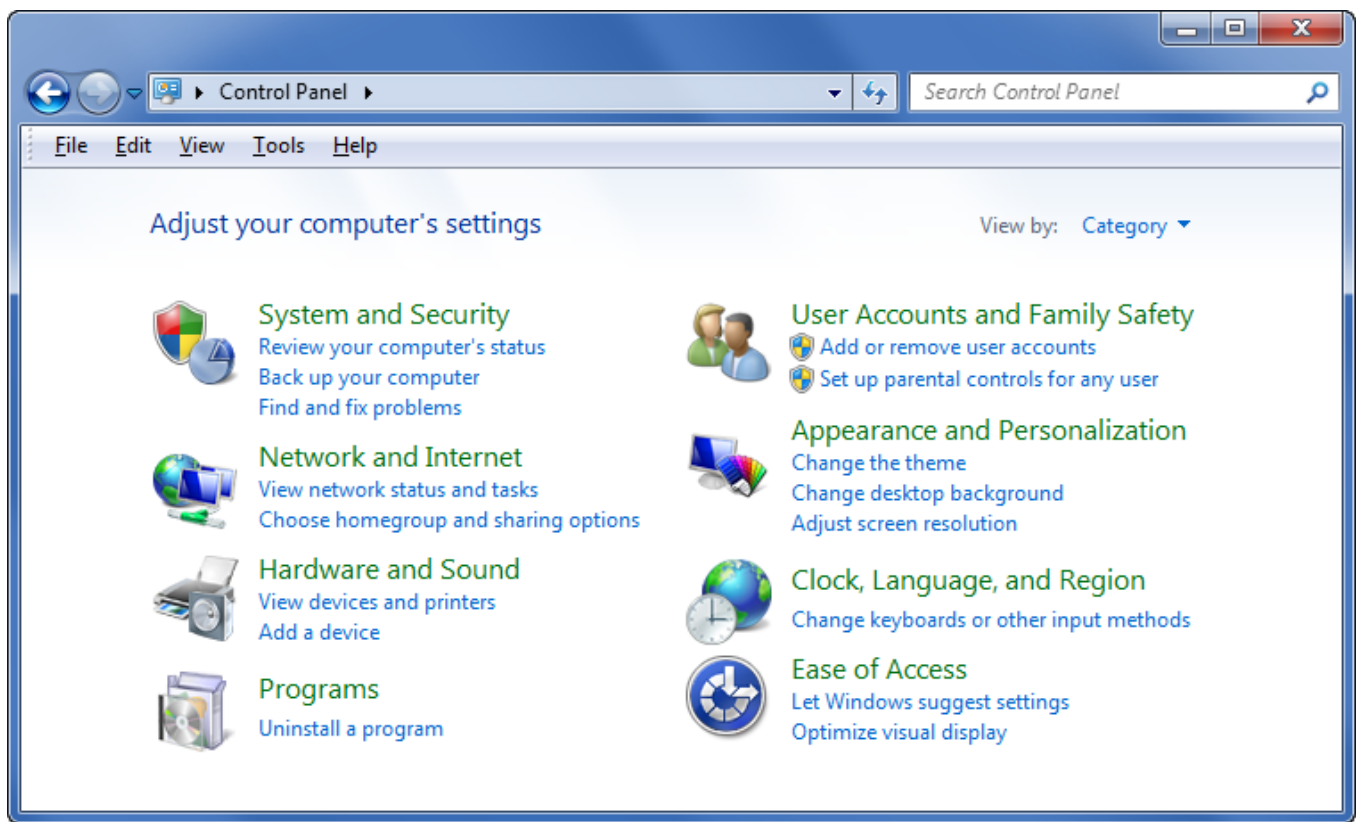 Control Panel
Search Control Panel
File Edit View Tools Help
Adjust your computer's settings
View by: Category
System and Security
Review your computer's status
Back up your computer
Find and fix problems
Network and Internet
View network status and tasks
Choose homegroup and sharing options
Hardware and Sound
View devices and printers
Add a device
Programs
Uninstall a program
User Accounts and Family Safety
Add or remove user accounts
Set up parental controls for any user
Appearance and Personalization
Change the theme
Change desktop background
Adjust screen resolution
Clock, Language, and Region
Change keyboards or other input methods
Ease of Access
Let Windows suggest settings
Optimize visual display